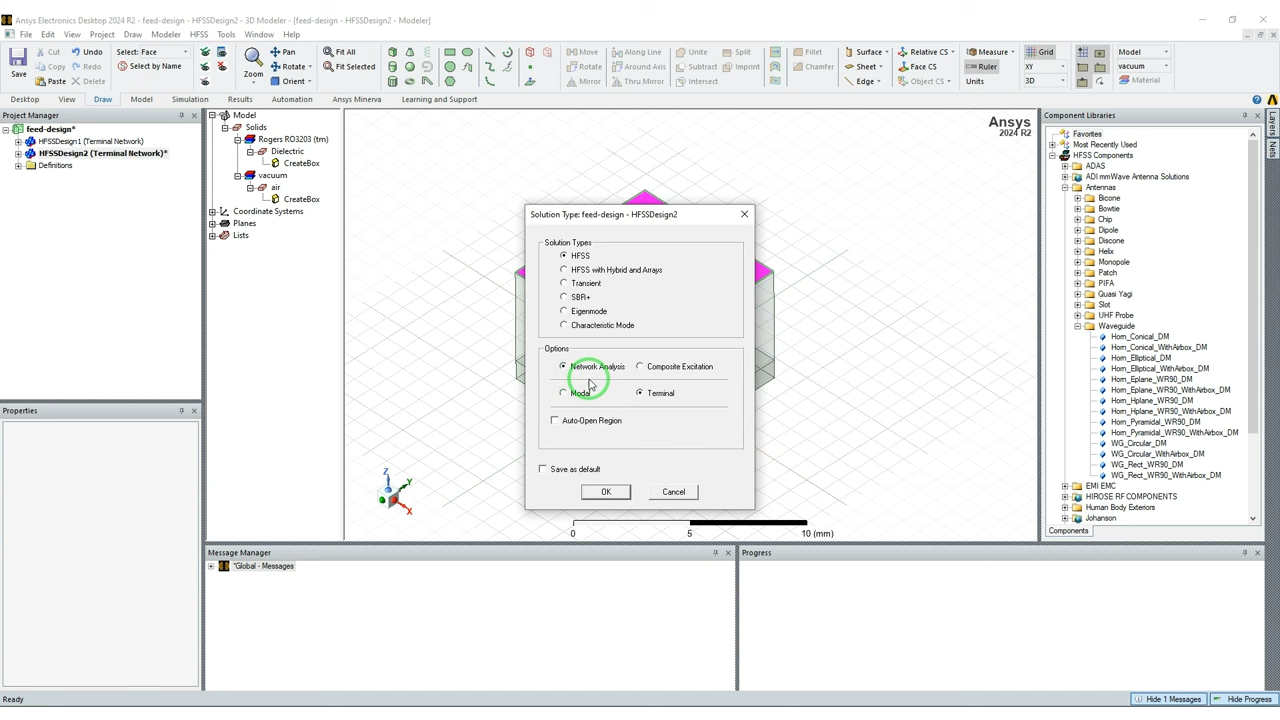 Ansys Electronics Desktop 2024 R2 - feed-design - HFSSDesign2 - 3D Modeler - [feed-design - HFSSDesign2 - Modeler]
File Edit View Project Draw Modeler HFSS Tools Window Help
Save
Cut Copy Paste
Undo Redo Delete
Select: Face
Select by Name
Zoom
Pan Rotate Orient
Fit All
Fit Selected
Move Rotate Mirror
Along Line Around Axis Thru Mirror
Unite Subtract Intersect
Split Imprint
Fillet Chamfer
Surface Sheet Edge
Relative CS Face CS Object CS
Measure Ruler Units
Grid XY 3D
Model vacuum Material
Desktop View Draw Model Simulation Results Automation Ansys Minerva Learning and Support
Project Manager
feed-design*
HFSSDesign1 (Terminal Network)
HFSSDesign2 (Terminal Network)*
Definitions
Properties
Model
Solids
Rogers RO3203 (tm)
Dielectric
CreateBox
vacuum
air
CreateBox
Coordinate Systems
Planes
Lists
Ansys
2024 R2
Solution Type: feed-design - HFSSDesign2
Solution Types
HFSS
HFSS with Hybrid and Arrays
Transient
SBR+
Eigenmode
Characteristic Mode
Options
Network Analysis Composite Excitation
Modal Terminal
Auto-Open Region
Save as default
OK Cancel
Z
Y
X
0 5 10 (mm)
Component Libraries
Favorites
Most Recently Used
HFSS Components
ADAS
ADI mmWave Antenna Solutions
Antennas
Bicone
Bowtie
Chip
Dipole
Discone
Helix
Monopole
Patch
PIFA
Quasi Yagi
Slot
UHF Probe
Waveguide
Horn_Conical_DM
Horn_Conical_WithAirbox_DM
Horn_Elliptical_DM
Horn_Elliptical_WithAirbox_DM
Horn_Eplane_WR90_DM
Horn_Eplane_WR90_WithAirbox_DM
Horn_Hplane_WR90_DM
Horn_Hplane_WR90_WithAirbox_DM
Horn_Pyramidal_WR90_DM
Horn_Pyramidal_WR90_WithAirbox_DM
WG_Circular_DM
WG_Circular_WithAirbox_DM
WG_Rect_WR90_DM
WG_Rect_WR90_WithAirbox_DM
EMI EMC
HIROSE RF COMPONENTS
Human Body Exteriors
Johanson
Components
Layers
Nets
Message Manager
*Global - Messages
Progress
Ready
Hide 1 Messages
Hide Progress